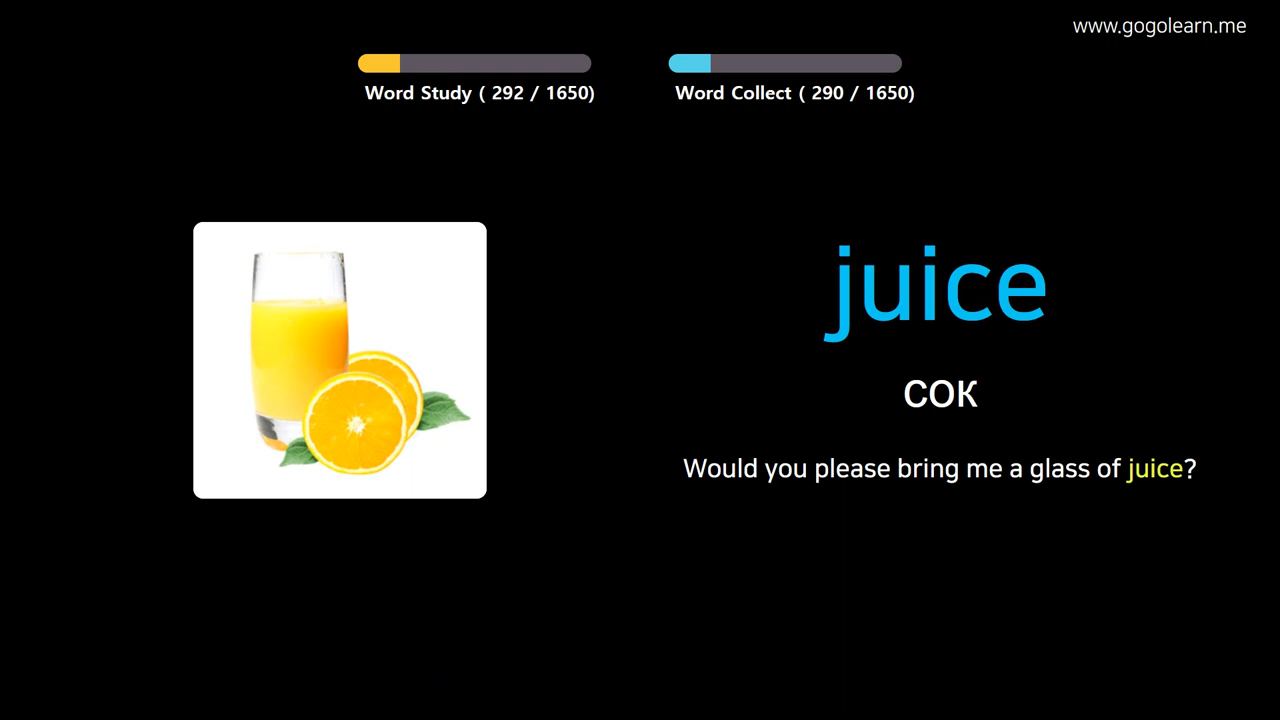 www.gogolearn.me
Word Study ( 292 / 1650)
Word Collect ( 290 / 1650)
juice
сок
Would you please bring me a glass of juice?